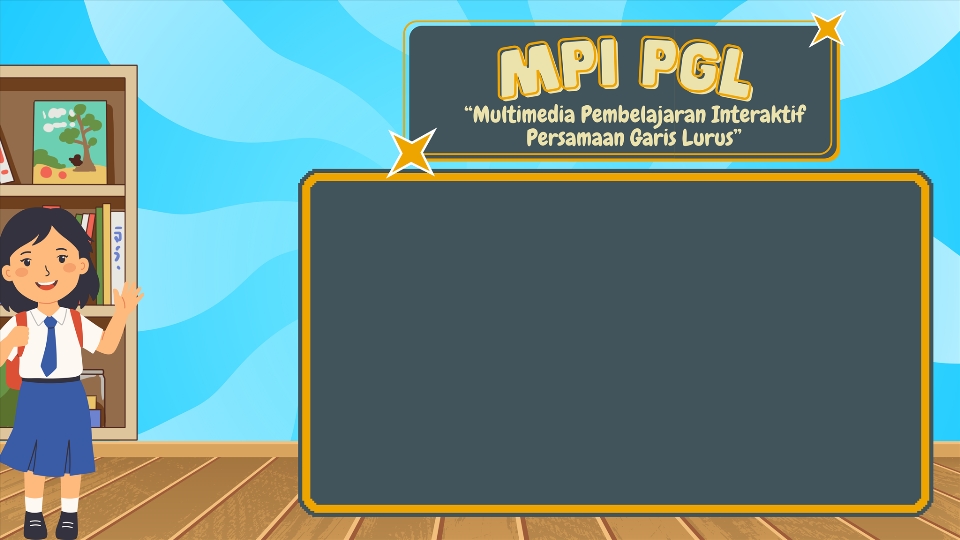 MPI PGL
“Multimedia Pembelajaran Interaktif
Persamaan Garis Lurus”